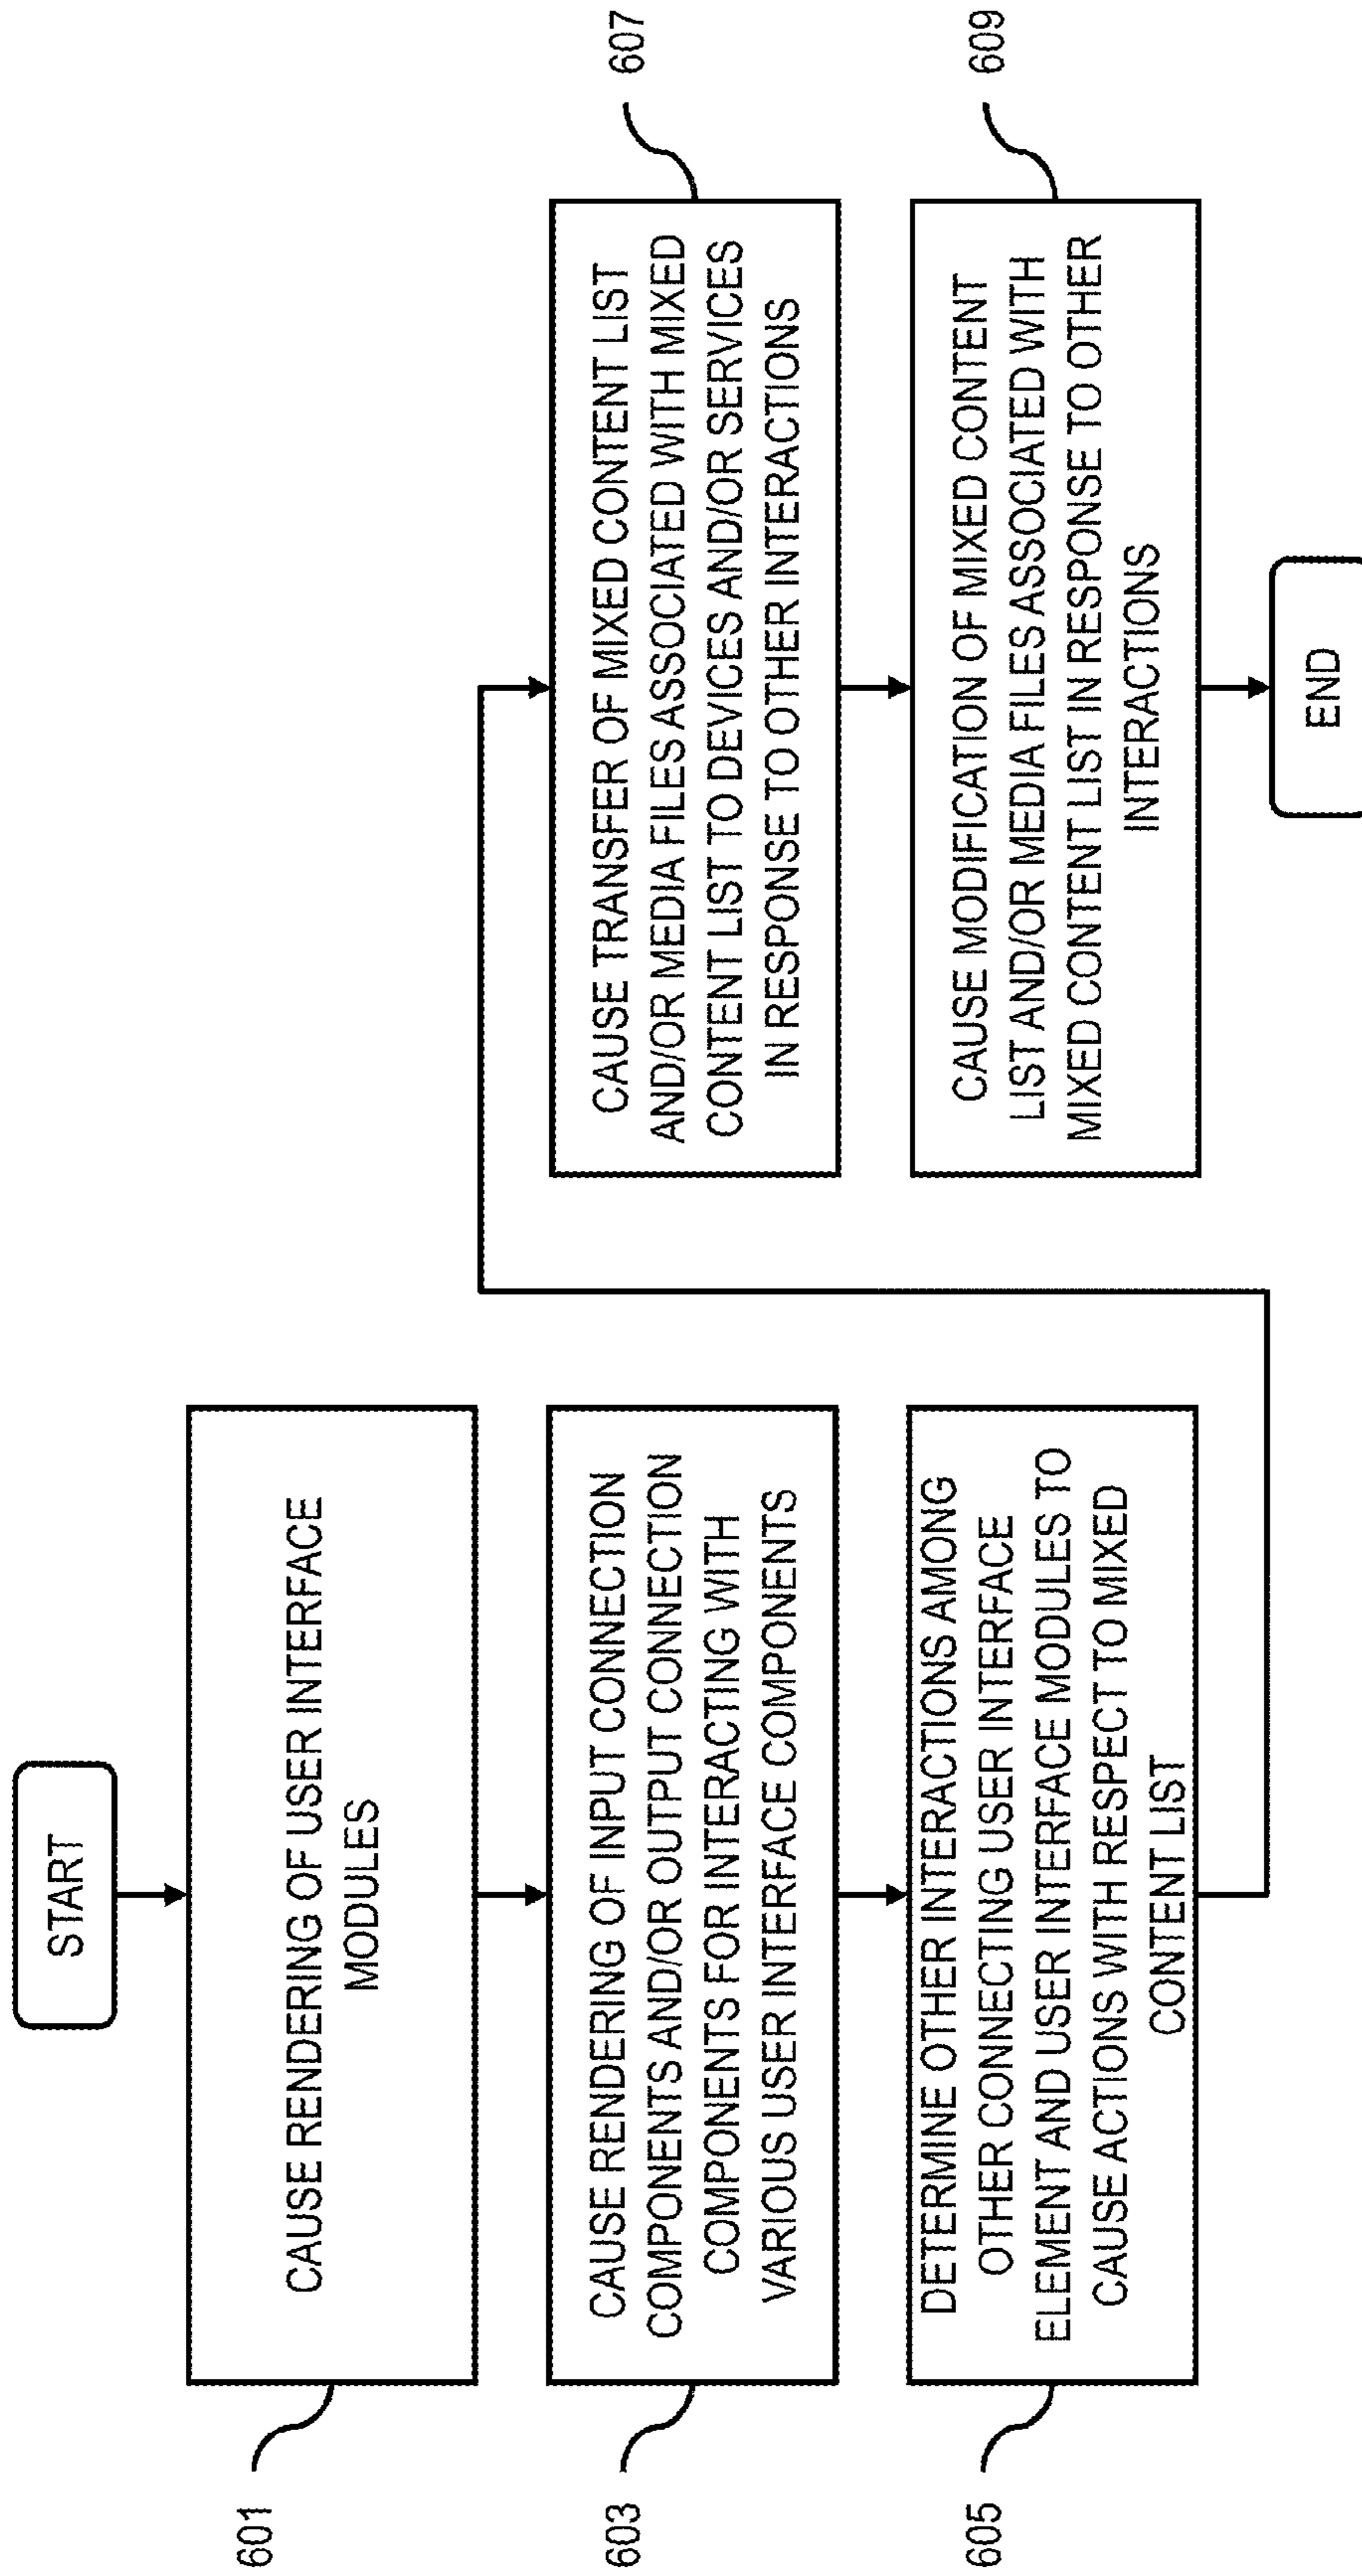 START
CAUSE RENDERING OF USER INTERFACE
MODULES
601
CAUSE RENDERING OF INPUT CONNECTION
COMPONENTS AND/OR OUTPUT CONNECTION
COMPONENTS FOR INTERACTING WITH
VARIOUS USER INTERFACE COMPONENTS
603
DETERMINE OTHER INTERACTIONS AMONG
OTHER CONNECTING USER INTERFACE
ELEMENT AND USER INTERFACE MODULES TO
CAUSE ACTIONS WITH RESPECT TO MIXED
CONTENT LIST
605
CAUSE TRANSFER OF MIXED CONTENT LIST
AND/OR MEDIA FILES ASSOCIATED WITH MIXED
CONTENT LIST TO DEVICES AND/OR SERVICES
IN RESPONSE TO OTHER INTERACTIONS
607
CAUSE MODIFICATION OF MIXED CONTENT
LIST AND/OR MEDIA FILES ASSOCIATED WITH
MIXED CONTENT LIST IN RESPONSE TO OTHER
INTERACTIONS
609
END